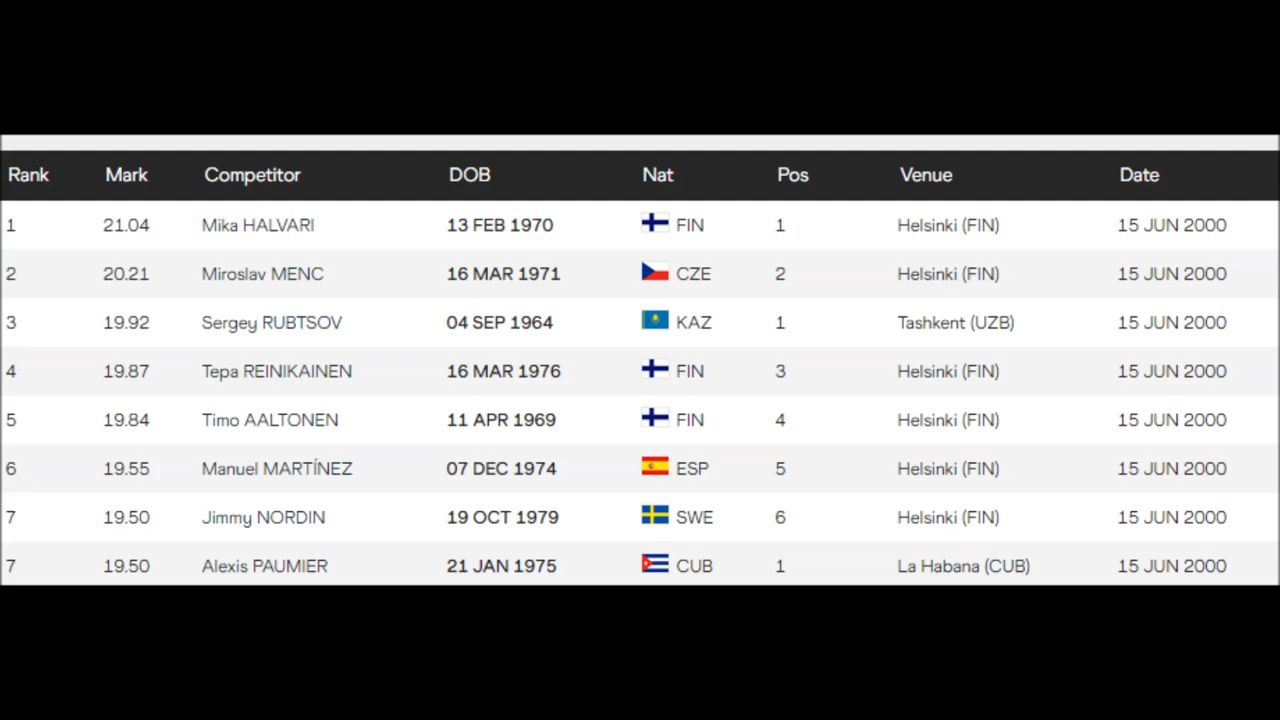 Rank Mark Competitor DOB Nat Pos Venue Date
1 21.04 Mika HALVARI 13 FEB 1970 FIN 1 Helsinki (FIN) 15 JUN 2000
2 20.21 Miroslav MENC 16 MAR 1971 CZE 2 Helsinki (FIN) 15 JUN 2000
3 19.92 Sergey RUBTSOV 04 SEP 1964 KAZ 1 Tashkent (UZB) 15 JUN 2000
4 19.87 Tepa REINIKAINEN 16 MAR 1976 FIN 3 Helsinki (FIN) 15 JUN 2000
5 19.84 Timo AALTONEN 11 APR 1969 FIN 4 Helsinki (FIN) 15 JUN 2000
6 19.55 Manuel MARTÍNEZ 07 DEC 1974 ESP 5 Helsinki (FIN) 15 JUN 2000
7 19.50 Jimmy NORDIN 19 OCT 1979 SWE 6 Helsinki (FIN) 15 JUN 2000
7 19.50 Alexis PAUMIER 21 JAN 1975 CUB 1 La Habana (CUB) 15 JUN 2000